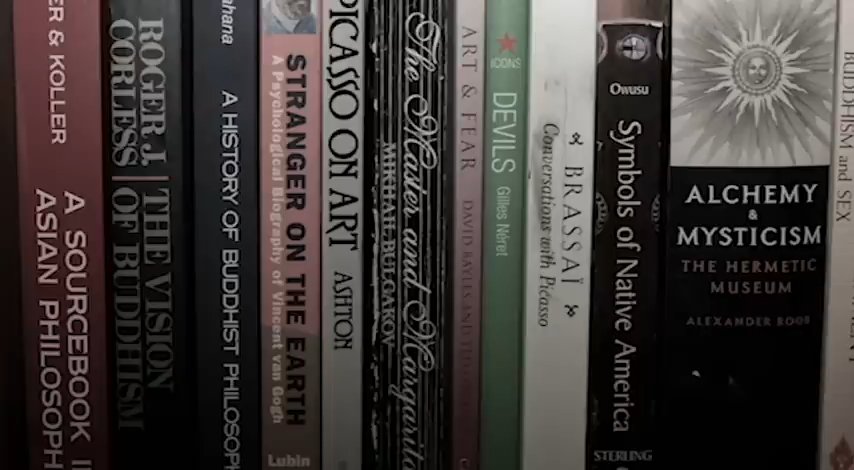 ER & KOLLER
A SOURCEBOOK I
ASIAN PHILOSOPH
ROGER J.
CORLESS
THE VISION
OF BUDDHISM
ahana
A HISTORY OF BUDDHIST PHILOSOPH
STRANGER ON THE EARTH
A Psychological Biography of Vincent van Gogh
Lubin
PICASSO ON ART
ASHTON
The Master and Margarita
MIKHAIL BULGAKOV
ART & FEAR
DAVID BAYLES AND TED
ICONS
DEVILS
Gilles Néret
BRASSAÏ
Conversations with Picasso
Owusu
Symbols of Native America
STERLING
ALCHEMY
&
MYSTICISM
THE HERMETIC
MUSEUM
ALEXANDER ROOB
BUDDHISM and SEX